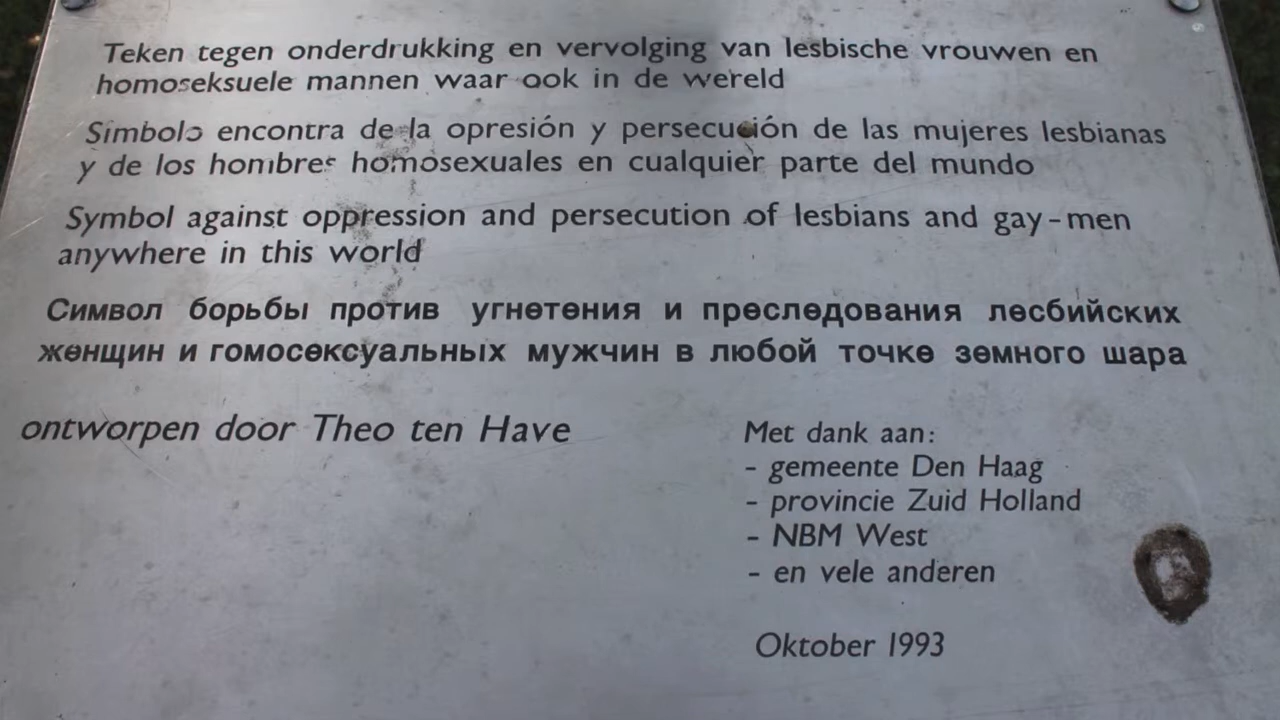 Teken tegen onderdrukking en vervolging van lesbische vrouwen en
homoseksuele mannen waar ook in de wereld
Símbolo encontra de la opresión y persecución de las mujeres lesbianas
y de los hombres homosexuales en cualquier parte del mundo
Symbol against oppression and persecution of lesbians and gay-men
anywhere in this world
Символ борьбы против угнетения и преследования лесбийских
женщин и гомосексуальных мужчин в любой точке земного шара
ontworpen door Theo ten Have
Met dank aan:
- gemeente Den Haag
- provincie Zuid Holland
- NBM West
- en vele anderen
Oktober 1993